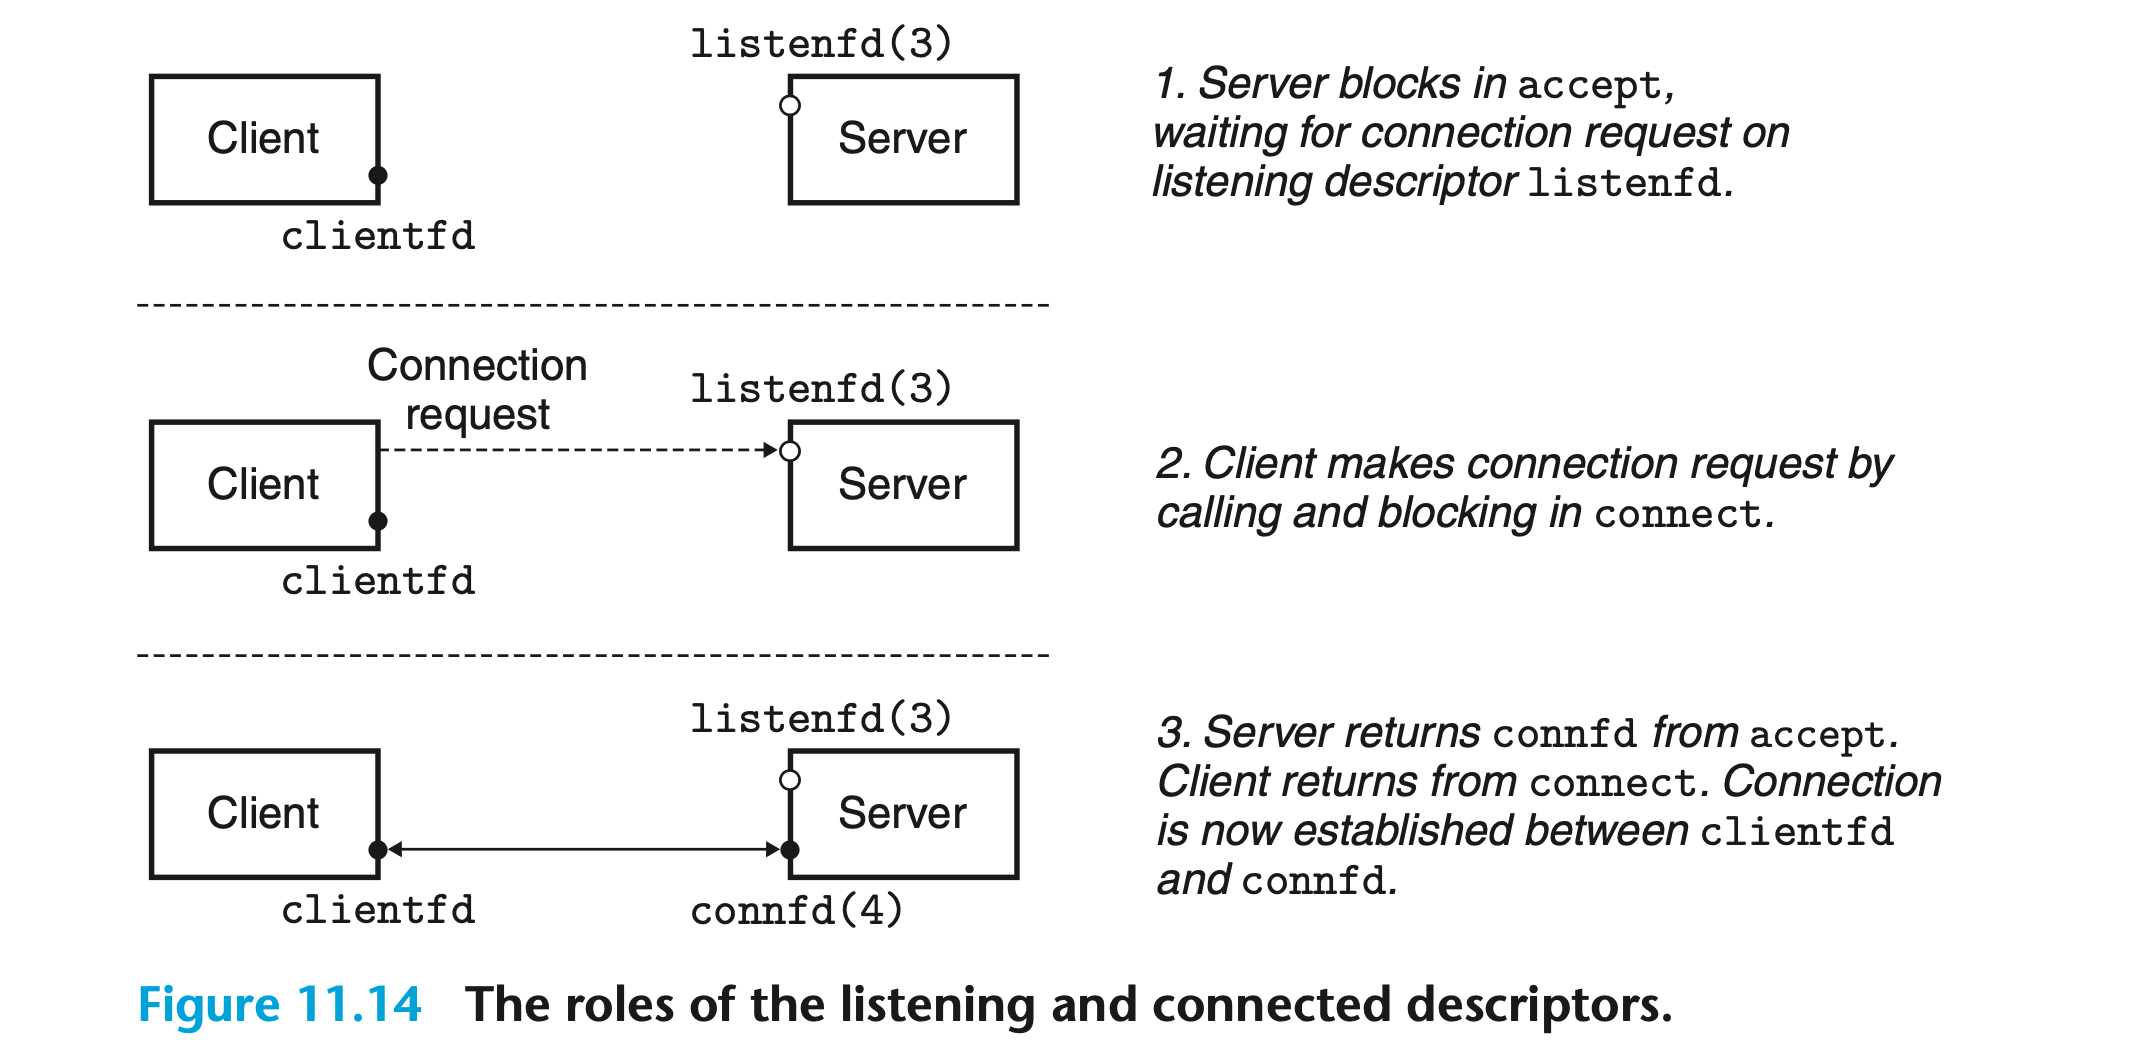 listenfd(3)
Client
Server
clientfd
1. Server blocks in accept,
waiting for connection request on
listening descriptor listenfd.
Connection
request
listenfd(3)
Client
Server
clientfd
2. Client makes connection request by
calling and blocking in connect.
listenfd(3)
Client
Server
clientfd
connfd(4)
3. Server returns connfd from accept.
Client returns from connect. Connection
is now established between clientfd
and connfd.
Figure 11.14 The roles of the listening and connected descriptors.